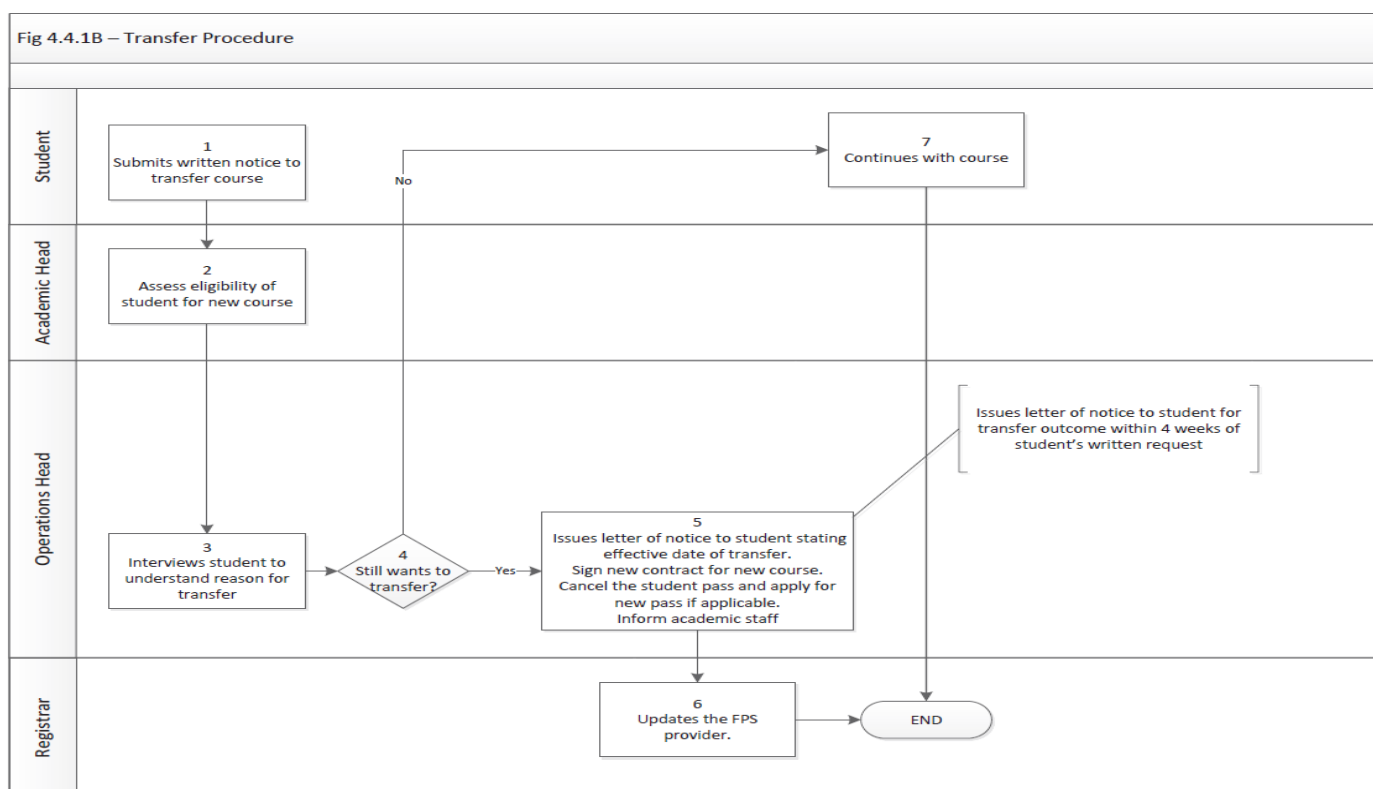 Fig 4.4.1B – Transfer Procedure
Student
1
Submits written notice to
transfer course
No
7
Continues with course
Academic Head
2
Assess eligibility of
student for new course
Operations Head
3
Interviews student to
understand reason for
transfer
4
Still wants to
transfer?
Yes
5
Issues letter of notice to student stating
effective date of transfer.
Sign new contract for new course.
Cancel the student pass and apply for
new pass if applicable.
Inform academic staff
Issues letter of notice to student for
transfer outcome within 4 weeks of
student’s written request
Registrar
6
Updates the FPS
provider.
END